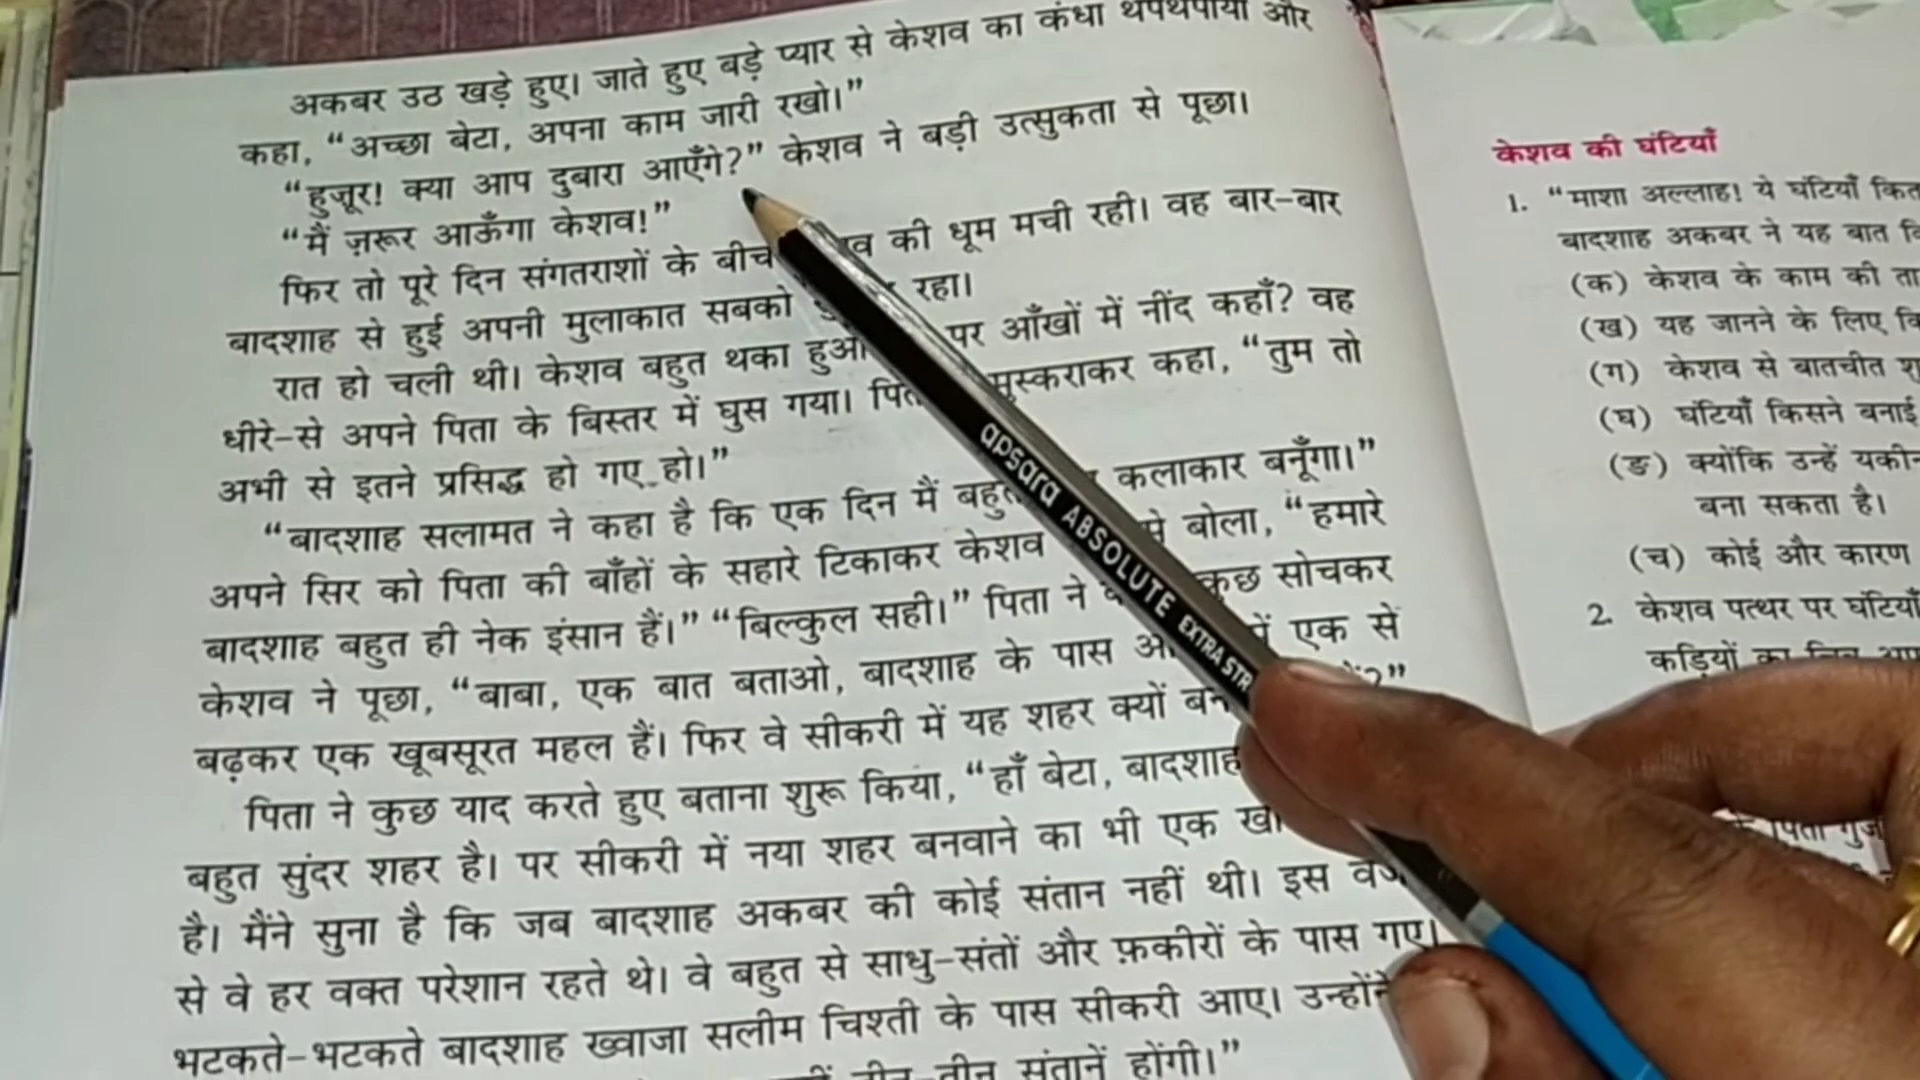 अकबर उठ खड़े हुए। जाते हुए बड़े प्यार से केशव का कंधा थपथपाया और
कहा, “अच्छा बेटा, अपना काम जारी रखो।”
“हुज़ूर! क्या आप दुबारा आएँगे?” केशव ने बड़ी उत्सुकता से पूछा।
“मैं ज़रूर आऊँगा केशव!”
फिर तो पूरे दिन संगतराशों के बीच की धूम मची रही। वह बार-बार
बादशाह से हुई अपनी मुलाकात सबको रहा।
रात हो चली थी। केशव बहुत थका हुआ पर आँखों में नींद कहाँ? वह
धीरे-से अपने पिता के बिस्तर में घुस गया। मुस्कराकर कहा, “तुम तो
अभी से इतने प्रसिद्ध हो गए हो।”
“बादशाह सलामत ने कहा है कि एक दिन मैं बहुत कलाकार बनूँगा।”
अपने सिर को पिता की बाँहों के सहारे टिकाकर केशव बोला, “हमारे
बादशाह बहुत ही नेक इंसान हैं।” “बिल्कुल सही।” पिता ने कुछ सोचकर
केशव ने पूछा, “बाबा, एक बात बताओ, बादशाह के पास में एक से
बढ़कर एक खूबसूरत महल हैं। फिर वे सीकरी में यह शहर क्यों
पिता ने कुछ याद करते हुए बताना शुरू किया, “हाँ बेटा, बादशाह
बहुत सुंदर शहर है। पर सीकरी में नया शहर बनवाने का भी एक
है। मैंने सुना है कि जब बादशाह अकबर की कोई संतान नहीं थी। इस
से वे हर वक्त परेशान रहते थे। वे बहुत से साधु-संतों और फ़कीरों के पास गए।
भटकते-भटकते बादशाह ख्वाजा सलीम चिश्ती के पास सीकरी आए। उन्होंने
तीन-तीन संतानें होंगी।”
केशव की घंटियाँ
1. “माशा अल्लाह! ये घंटियाँ
बादशाह अकबर ने यह बात
(क) केशव के काम की
(ख) यह जानने के लिए
(ग) केशव से बातचीत
(घ) घंटियाँ किसने बनाई
(ङ) क्योंकि उन्हें
बना सकता है।
(च) कोई और कारण
2. केशव पत्थर पर घंटियाँ
कड़ियों का
पिता
apsara ABSOLUTE EXTRA